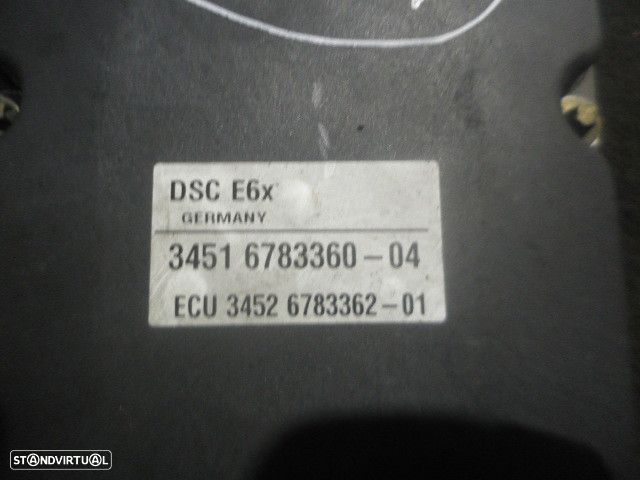 DSC E6x
GERMANY
3451 6783360-04
ECU 3452 6783362-01
STANDVIRTUAL